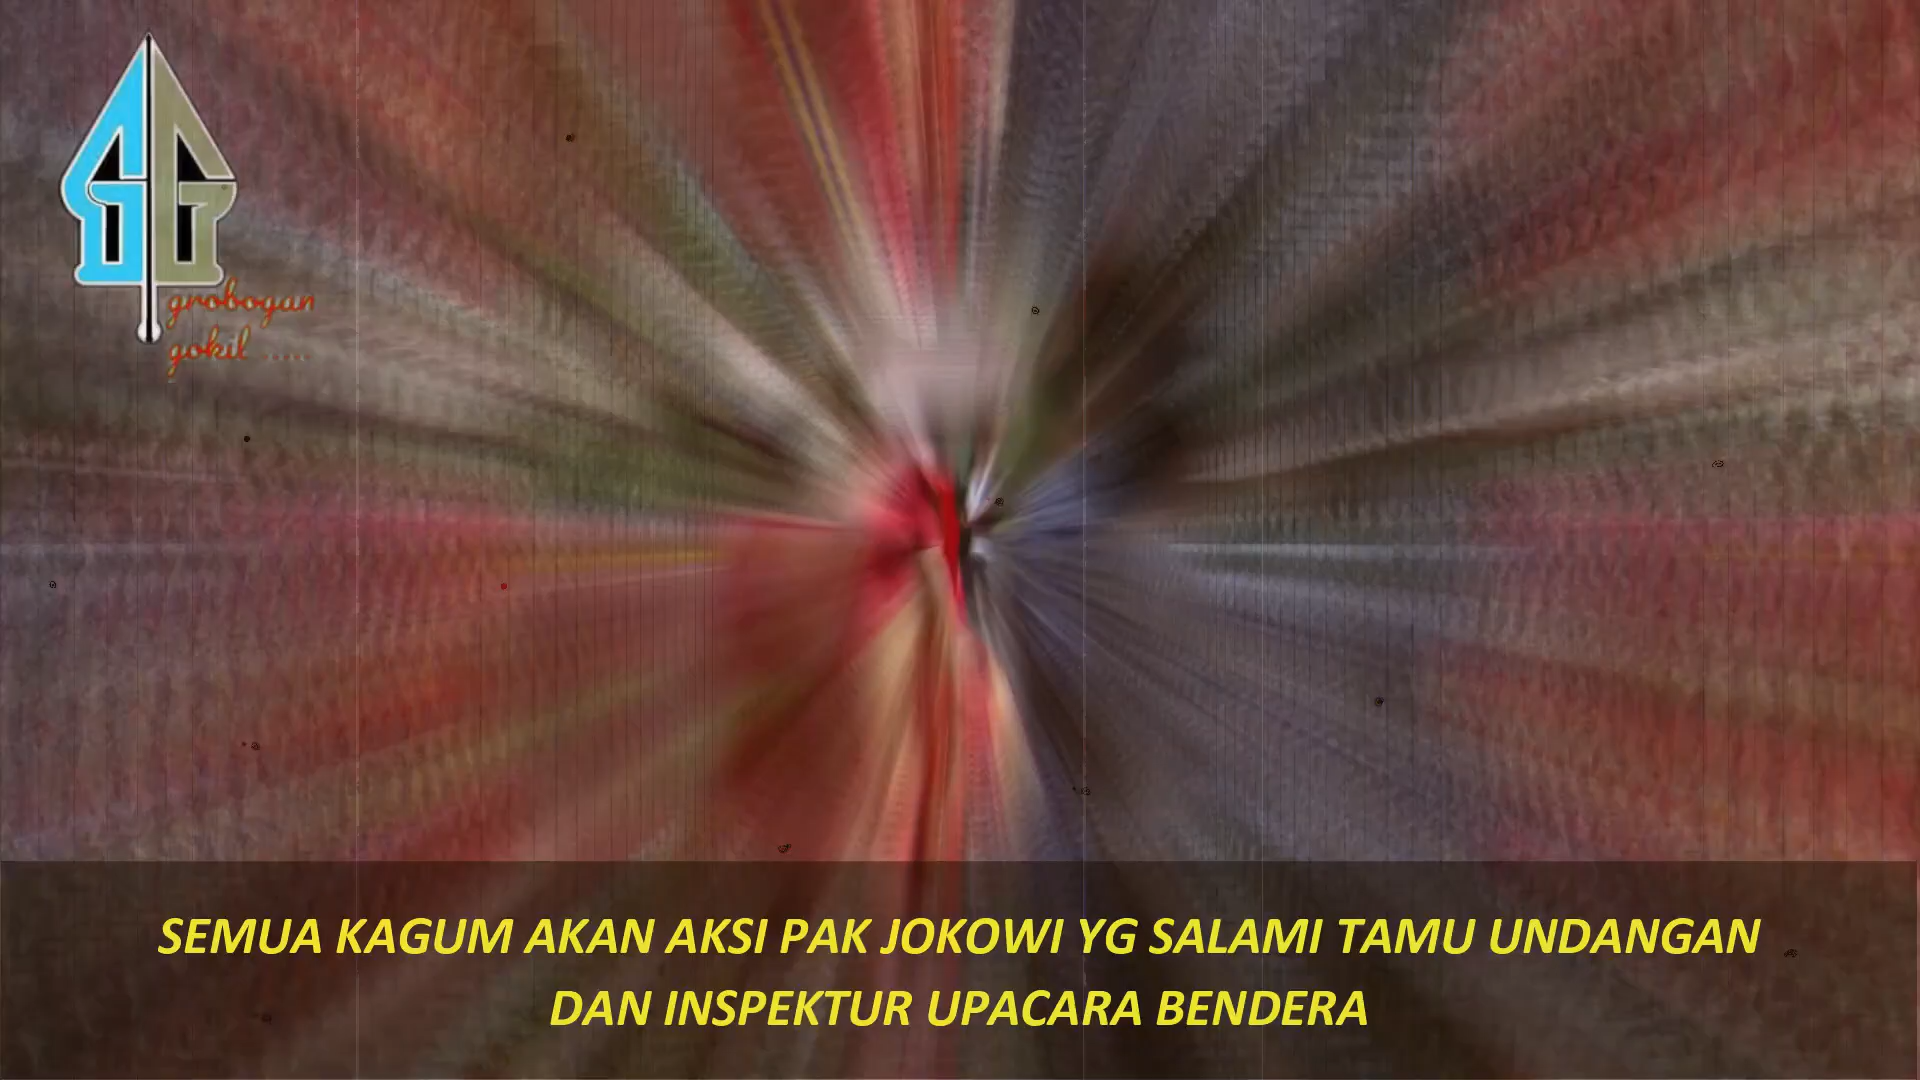 grobogan
gokil .....
SEMUA KAGUM AKAN AKSI PAK JOKOWI YG SALAMI TAMU UNDANGAN
DAN INSPEKTUR UPACARA BENDERA